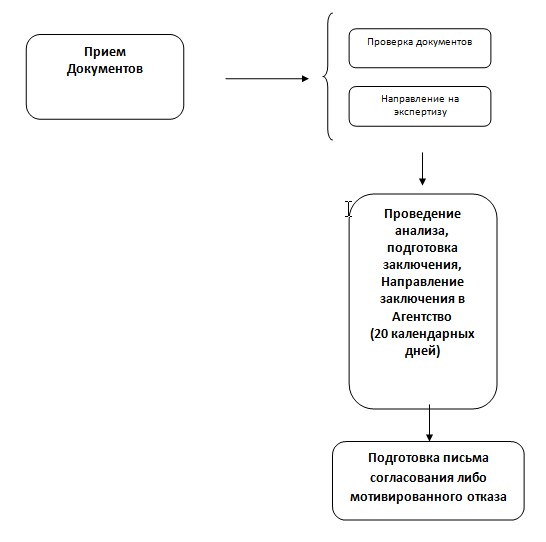 Прием
Документов
Проверка документов
Направление на
экспертизу
Проведение
анализа,
подготовка
заключения,
Направление
заключения в
Агентство
(20 календарных
дней)
Подготовка письма
согласования либо
мотивированного отказа